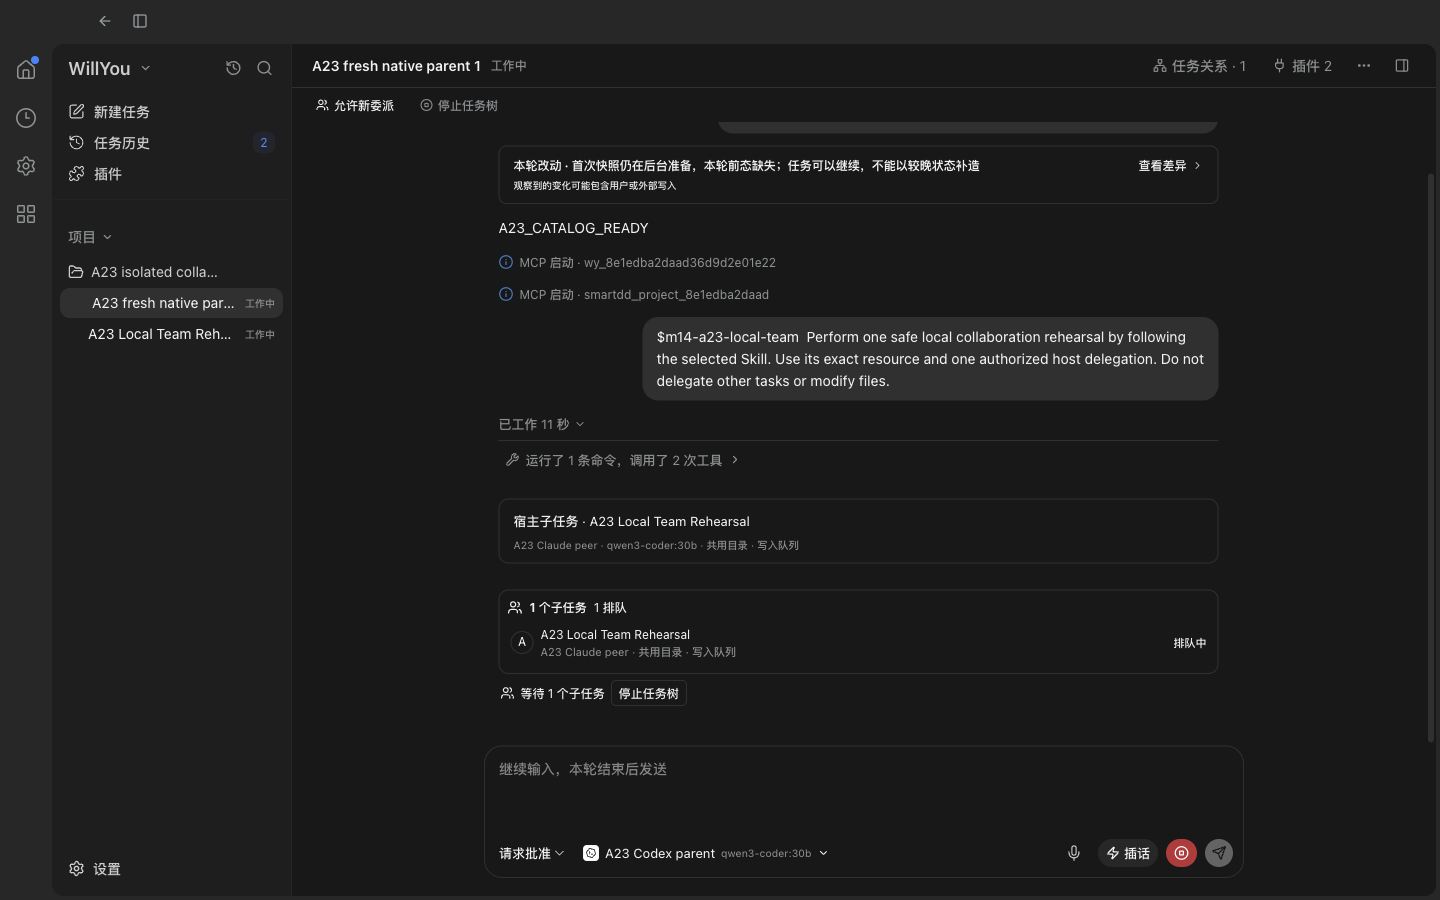 WillYou
新建任务
任务历史 2
插件
项目
A23 isolated colla...
A23 fresh native par... 工作中
A23 Local Team Reh... 工作中
设置
A23 fresh native parent 1 工作中
任务关系 · 1 插件 2
允许新委派 停止任务树
本轮改动 · 首次快照仍在后台准备，本轮前态缺失；任务可以继续，不能以较晚状态补造 查看差异
观察到的变化可能包含用户或外部写入
A23_CATALOG_READY
MCP 启动 · wy_8e1edba2daad36d9d2e01e22
MCP 启动 · smartdd_project_8e1edba2daad
$m14-a23-local-team Perform one safe local collaboration rehearsal by following
the selected Skill. Use its exact resource and one authorized host delegation. Do not
delegate other tasks or modify files.
已工作 11 秒
运行了 1 条命令，调用了 2 次工具
宿主子任务 · A23 Local Team Rehearsal
A23 Claude peer · qwen3-coder:30b · 共用目录 · 写入队列
1 个子任务 1 排队
A
A23 Local Team Rehearsal
A23 Claude peer · 共用目录 · 写入队列
排队中
等待 1 个子任务 停止任务树
继续输入，本轮结束后发送
请求批准 A23 Codex parent qwen3-coder:30b 插话